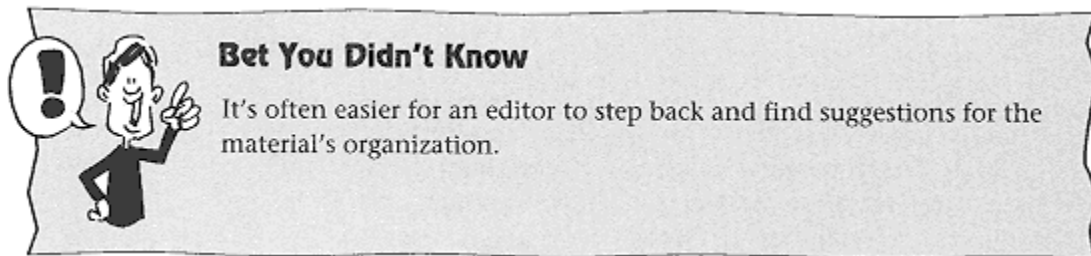 !
Bet You Didn't Know
It's often easier for an editor to step back and find suggestions for the
material's organization.